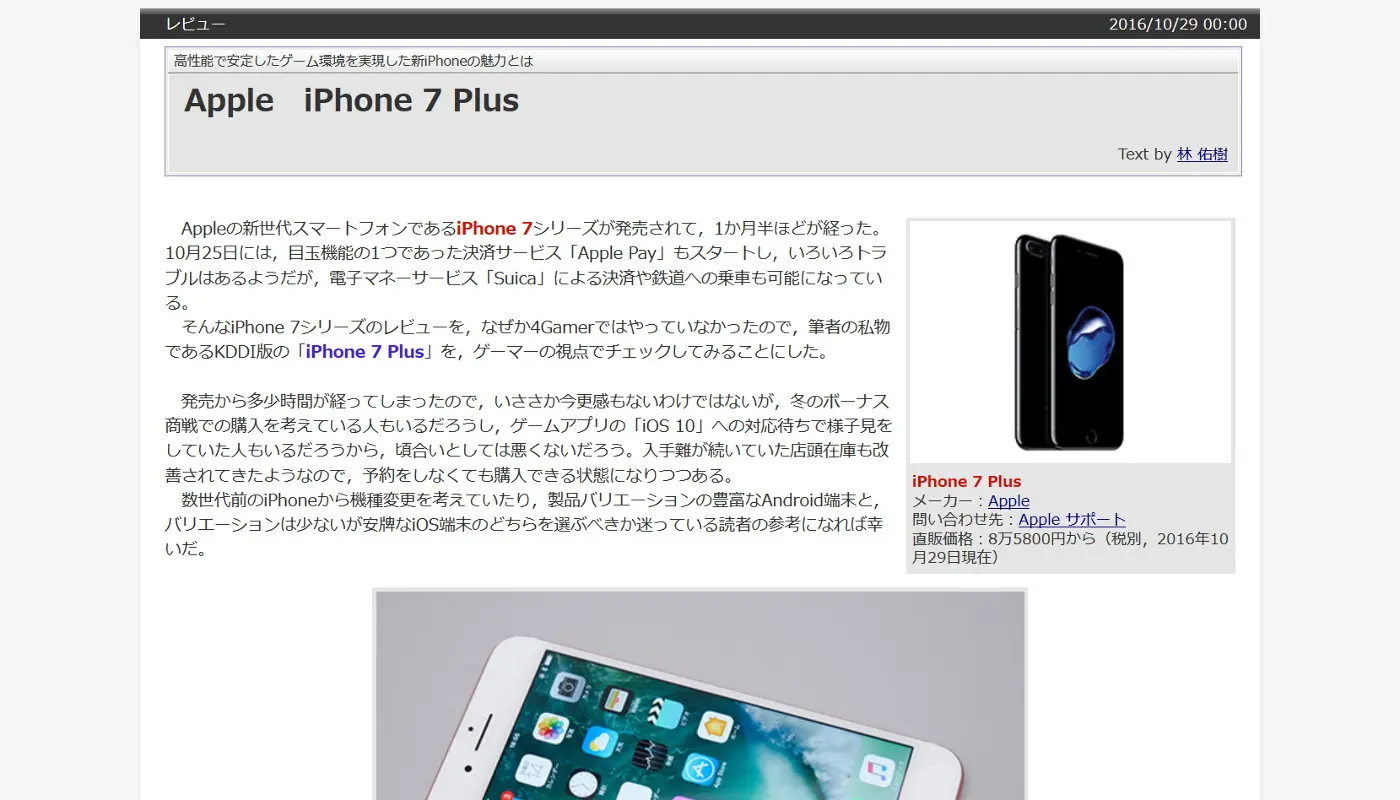 レビュー
2016/10/29 00:00
高性能で安定したゲーム環境を実現した新iPhoneの魅力とは
Apple　iPhone 7 Plus
Text by 林 佑樹
Appleの新世代スマートフォンであるiPhone 7シリーズが発売されて，1か月半ほどが経った。
10月25日には，目玉機能の1つであった決済サービス「Apple Pay」もスタートし，いろいろトラ
ブルはあるようだが，電子マネーサービス「Suica」による決済や鉄道への乗車も可能になってい
る。
そんなiPhone 7シリーズのレビューを，なぜか4Gamerではやっていなかったので，筆者の私物
であるKDDI版の「iPhone 7 Plus」を，ゲーマーの視点でチェックしてみることにした。
発売から多少時間が経ってしまったので，いささか今更感もないわけではないが，冬のボーナス
商戦での購入を考えている人もいるだろうし，ゲームアプリの「iOS 10」への対応待ちで様子見を
していた人もいるだろうから，頃合いとしては悪くないだろう。入手難が続いていた店頭在庫も改
善されてきたようなので，予約をしなくても購入できる状態になりつつある。
数世代前のiPhoneから機種変更を考えていたり，製品バリエーションの豊富なAndroid端末と，
バリエーションは少ないが安牌なiOS端末のどちらを選ぶべきか迷っている読者の参考になれば幸
いだ。
iPhone 7 Plus
メーカー：Apple
問い合わせ先：Apple サポート
直販価格：8万5800円から（税別，2016年10
月29日現在）
カメラ
ホーム
写真
天気
カレンダー
App Store